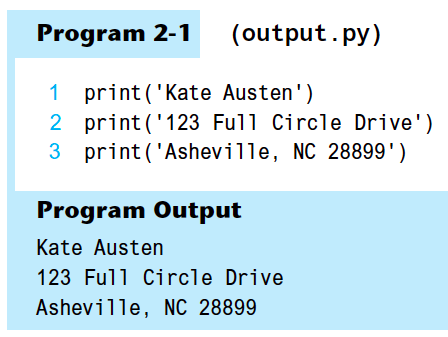 Program 2-1 (output.py)
1 print('Kate Austen')
2 print('123 Full Circle Drive')
3 print('Asheville, NC 28899')
Program Output
Kate Austen
123 Full Circle Drive
Asheville, NC 28899